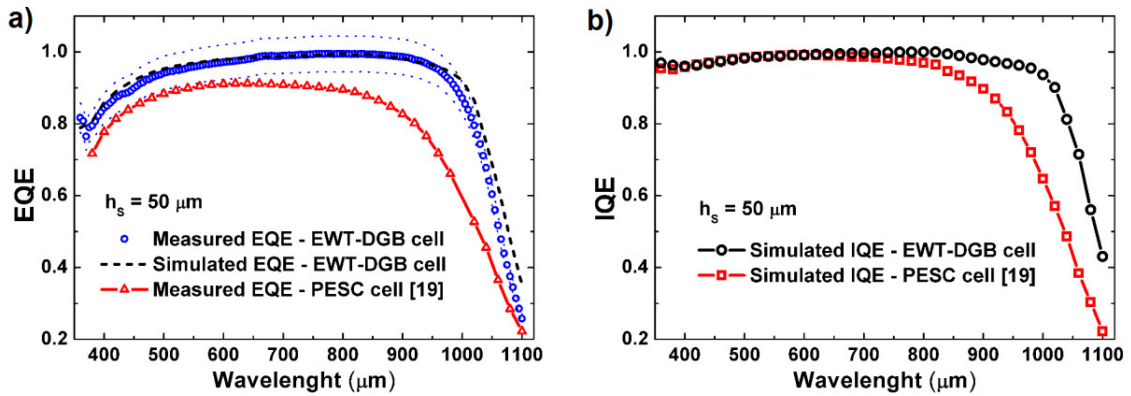 a)
EQE
1.0
0.8
0.6
0.4
0.2
h_S = 50 μm
Measured EQE - EWT-DGB cell
Simulated EQE - EWT-DGB cell
Measured EQE - PESC cell [19]
400 500 600 700 800 900 1000 1100
Wavelenght (μm)
b)
IQE
1.0
0.8
0.6
0.4
0.2
h_S = 50 μm
Simulated IQE - EWT-DGB cell
Simulated IQE - PESC cell [19]
400 500 600 700 800 900 1000 1100
Wavelenght (μm)